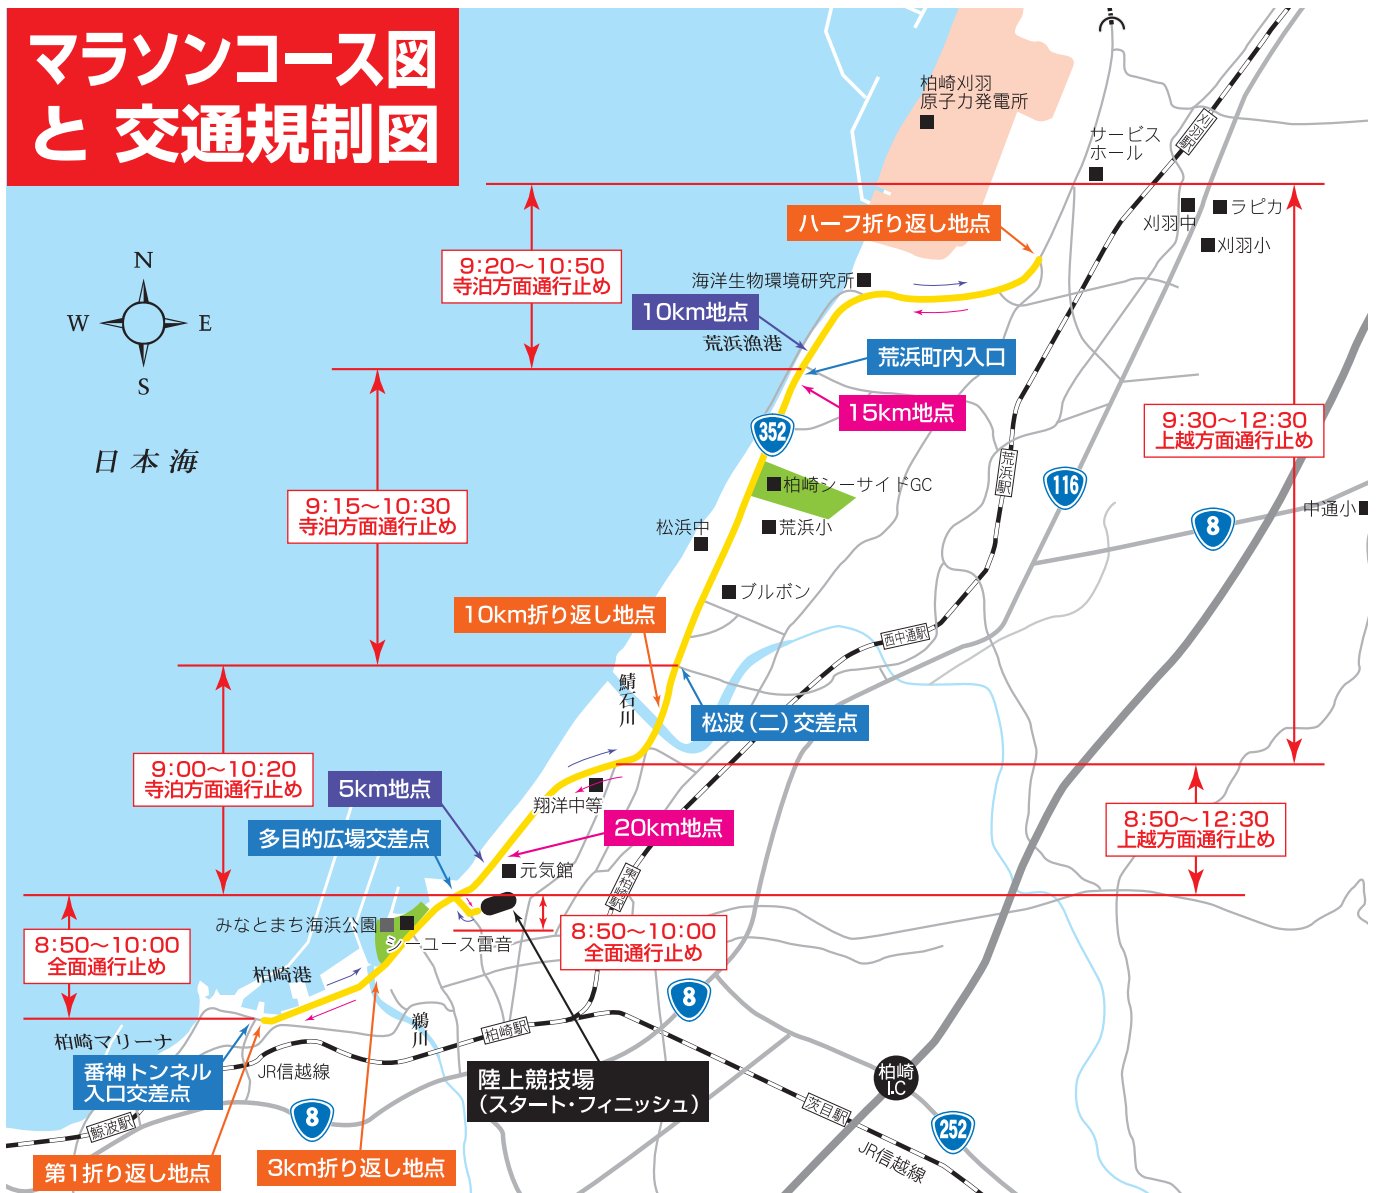 マラソンコース図
と 交通規制図
柏崎刈羽
原子力発電所
サービス
ホール
刈羽駅
ラピカ
刈羽中
刈羽小
ハーフ折り返し地点
9:20〜10:50
寺泊方面通行止め
N
W
E
S
海洋生物環境研究所
10km地点
荒浜漁港
荒浜町内入口
15km地点
352
9:30〜12:30
上越方面通行止め
日本海
荒浜駅
116
柏崎シーサイドGC
9:15〜10:30
寺泊方面通行止め
松浜中
荒浜小
8
中通小
ブルボン
10km折り返し地点
西中通駅
鯖石川
松波(二)交差点
9:00〜10:20
寺泊方面通行止め
5km地点
翔洋中等
多目的広場交差点
20km地点
8:50〜12:30
上越方面通行止め
元気館
東柏崎駅
みなとまち海浜公園
シーユース雷音
8:50〜10:00
全面通行止め
8:50〜10:00
全面通行止め
柏崎港
8
鵜川
柏崎駅
柏崎マリーナ
番神トンネル
入口交差点
JR信越線
陸上競技場
(スタート・フィニッシュ)
柏崎
I.C
8
鯨波駅
茨目駅
252
JR信越線
第1折り返し地点
3km折り返し地点